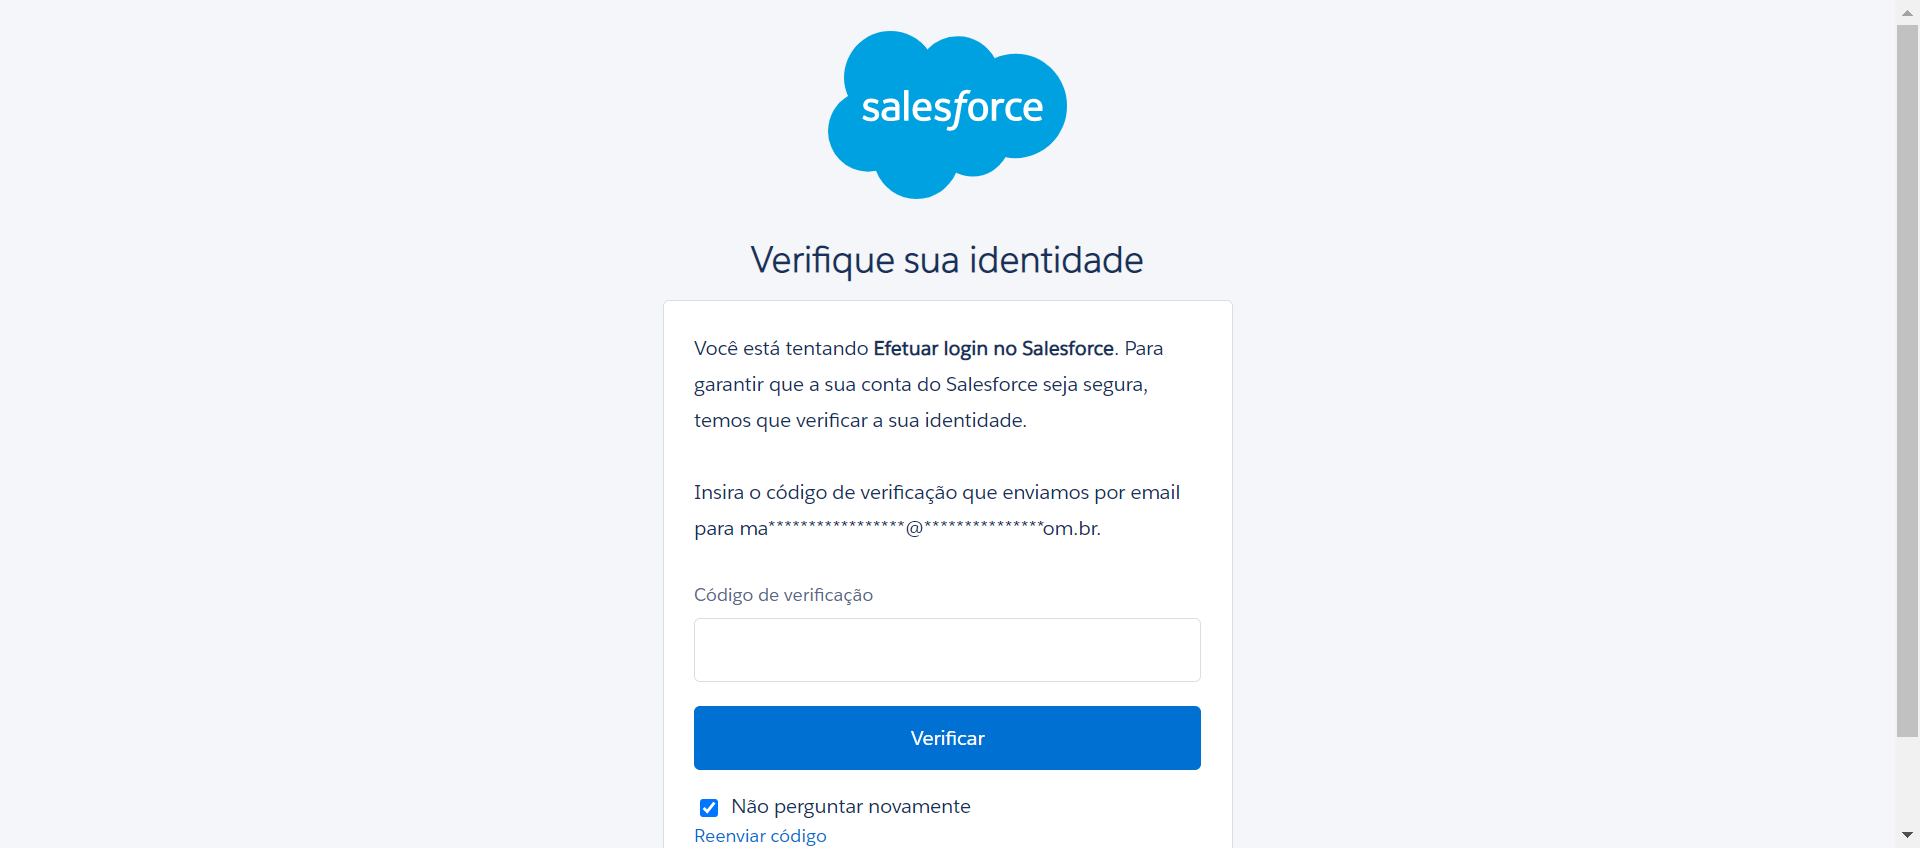 salesforce
Verifique sua identidade
Você está tentando Efetuar login no Salesforce. Para
garantir que a sua conta do Salesforce seja segura,
temos que verificar a sua identidade.
Insira o código de verificação que enviamos por email
para ma*****************@***************om.br.
Código de verificação
Verificar
Não perguntar novamente
Reenviar código